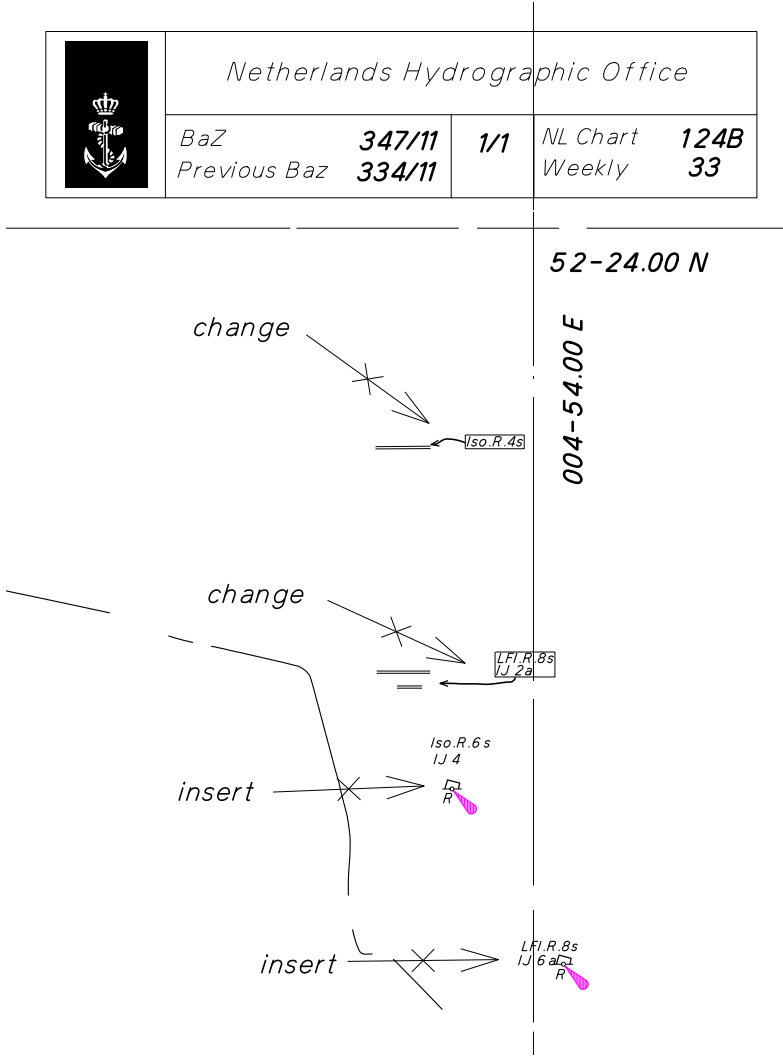 Netherlands Hydrographic Office
BaZ 347/11 1/1 NL Chart 124B
Previous Baz 334/11 Weekly 33
52-24.00 N
004-54.00 E
change
Iso.R.4s
change
LFl.R.8s
IJ 2a
Iso.R.6s
IJ 4
insert
R
LFl.R.8s
IJ 6a
insert
R